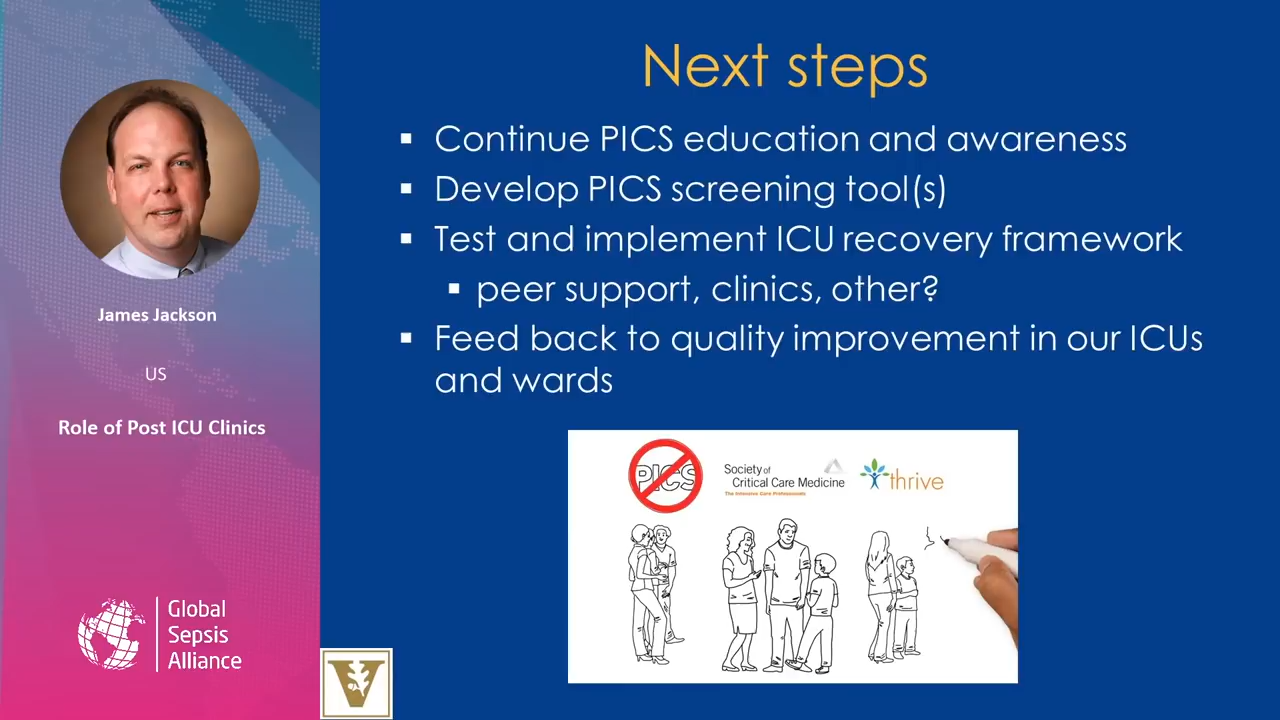 James Jackson
US
Role of Post ICU Clinics
Global
Sepsis
Alliance
Next steps
▪ Continue PICS education and awareness
▪ Develop PICS screening tool(s)
▪ Test and implement ICU recovery framework
▪ peer support, clinics, other?
▪ Feed back to quality improvement in our ICUs
and wards
PICS
Society of
Critical Care Medicine
The Intensive Care Professionals
thrive
V